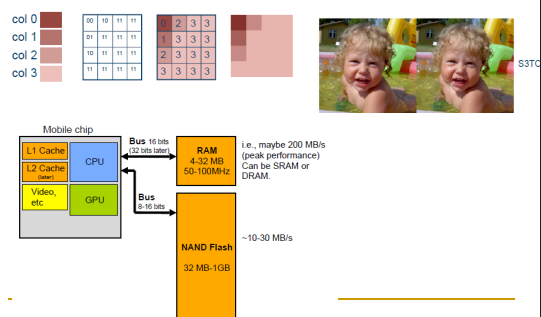 col 0
col 1
col 2
col 3
00 10 11 11
01 11 11 11
10 11 11 11
11 11 11 11
0 2 3 3
1 3 3 3
2 3 3 3
3 3 3 3
S3TC
Mobile chip
L1 Cache
L2 Cache
(later)
Video,
etc
CPU
GPU
Bus 16 bits
(32 bits later)
Bus
8-16 bits
RAM
4-32 MB
50-100MHz
i.e., maybe 200 MB/s
(peak performance)
Can be SRAM or
DRAM.
NAND Flash
32 MB-1GB
~10-30 MB/s